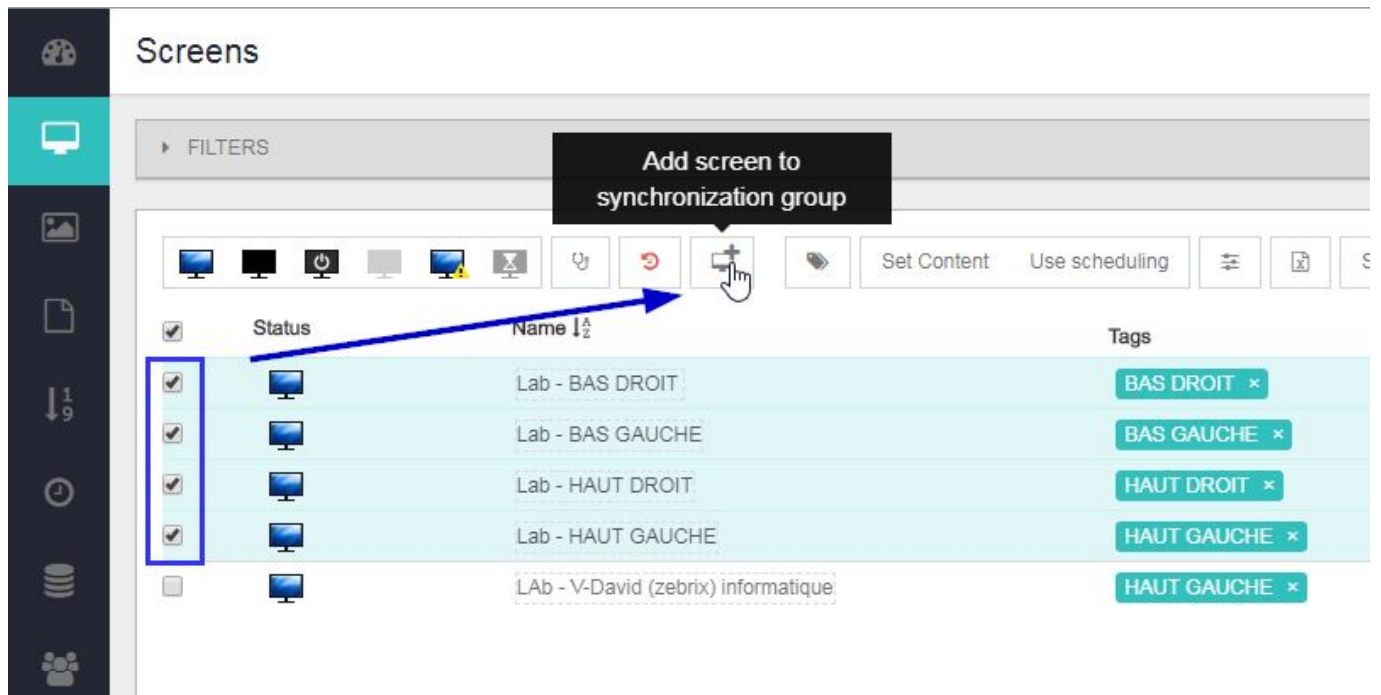 Screens
FILTERS
Add screen to
synchronization group
Set Content Use scheduling S
Status Name Tags
Lab - BAS DROIT BAS DROIT ×
Lab - BAS GAUCHE BAS GAUCHE ×
Lab - HAUT DROIT HAUT DROIT ×
Lab - HAUT GAUCHE HAUT GAUCHE ×
LAb - V-David (zebrix) informatique HAUT GAUCHE ×